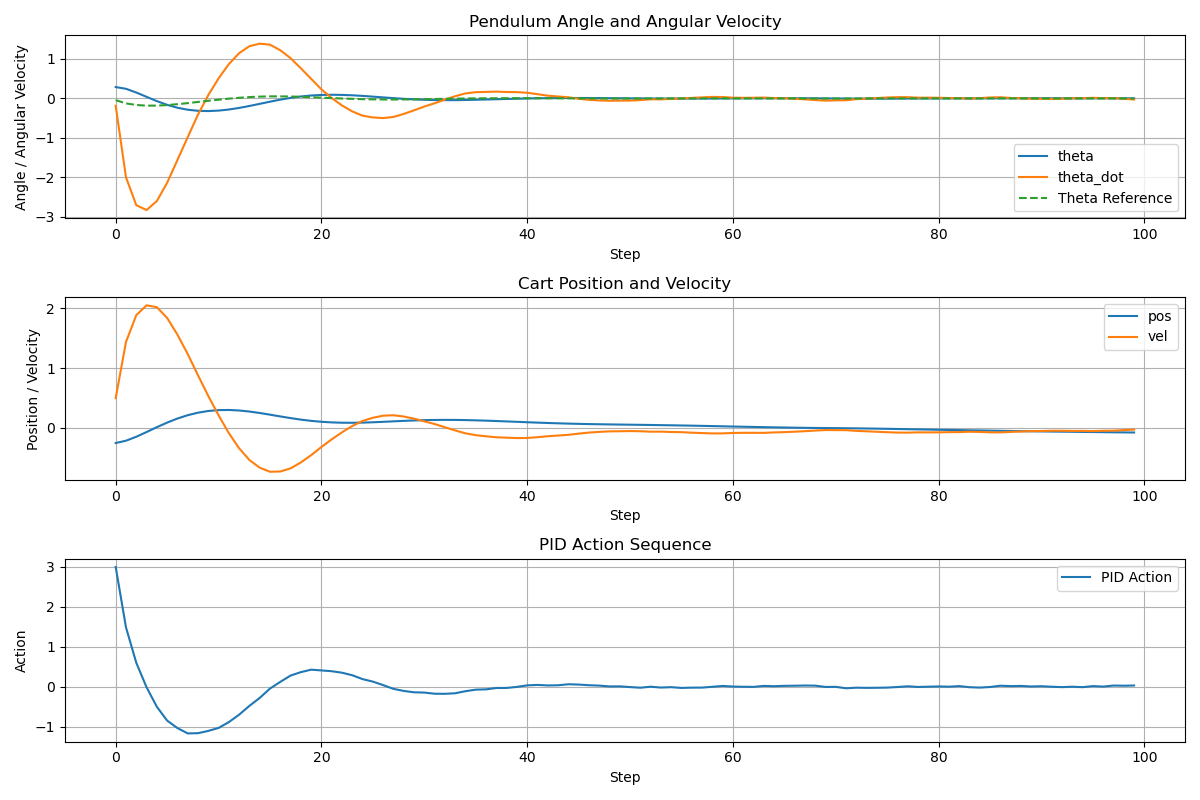 Pendulum Angle and Angular Velocity
Angle / Angular Velocity
1
0
−1
−2
−3
theta
theta_dot
Theta Reference
0 20 40 60 80 100
Step
Cart Position and Velocity
Position / Velocity
2
1
0
pos
vel
0 20 40 60 80 100
Step
PID Action Sequence
Action
3
2
1
0
−1
PID Action
0 20 40 60 80 100
Step